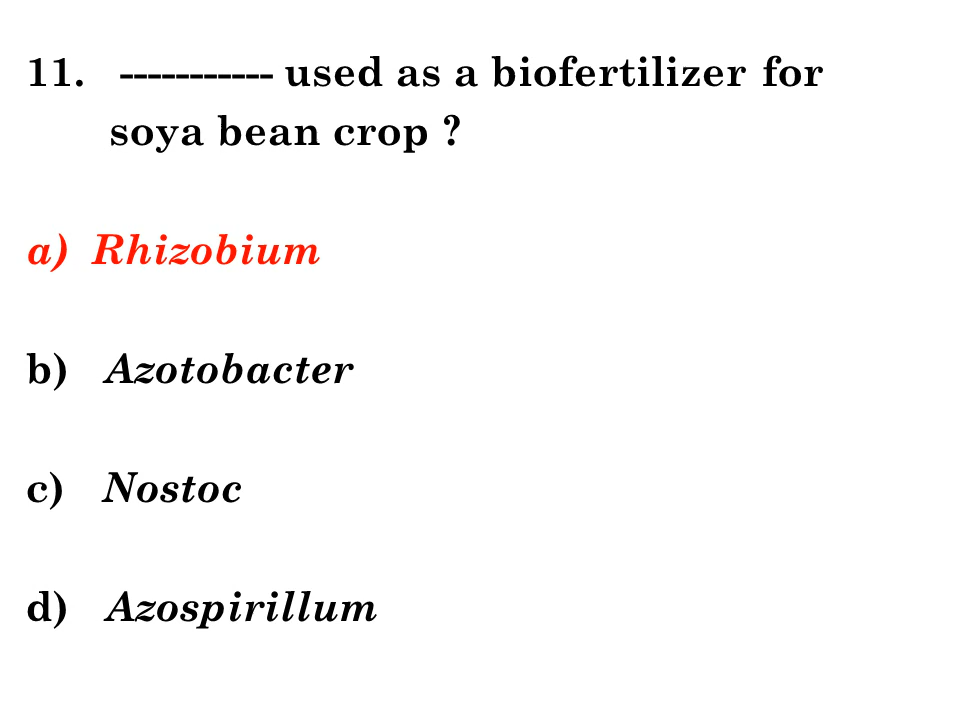 11. ----------- used as a biofertilizer for
soya bean crop ?
a) Rhizobium
b) Azotobacter
c) Nostoc
d) Azospirillum